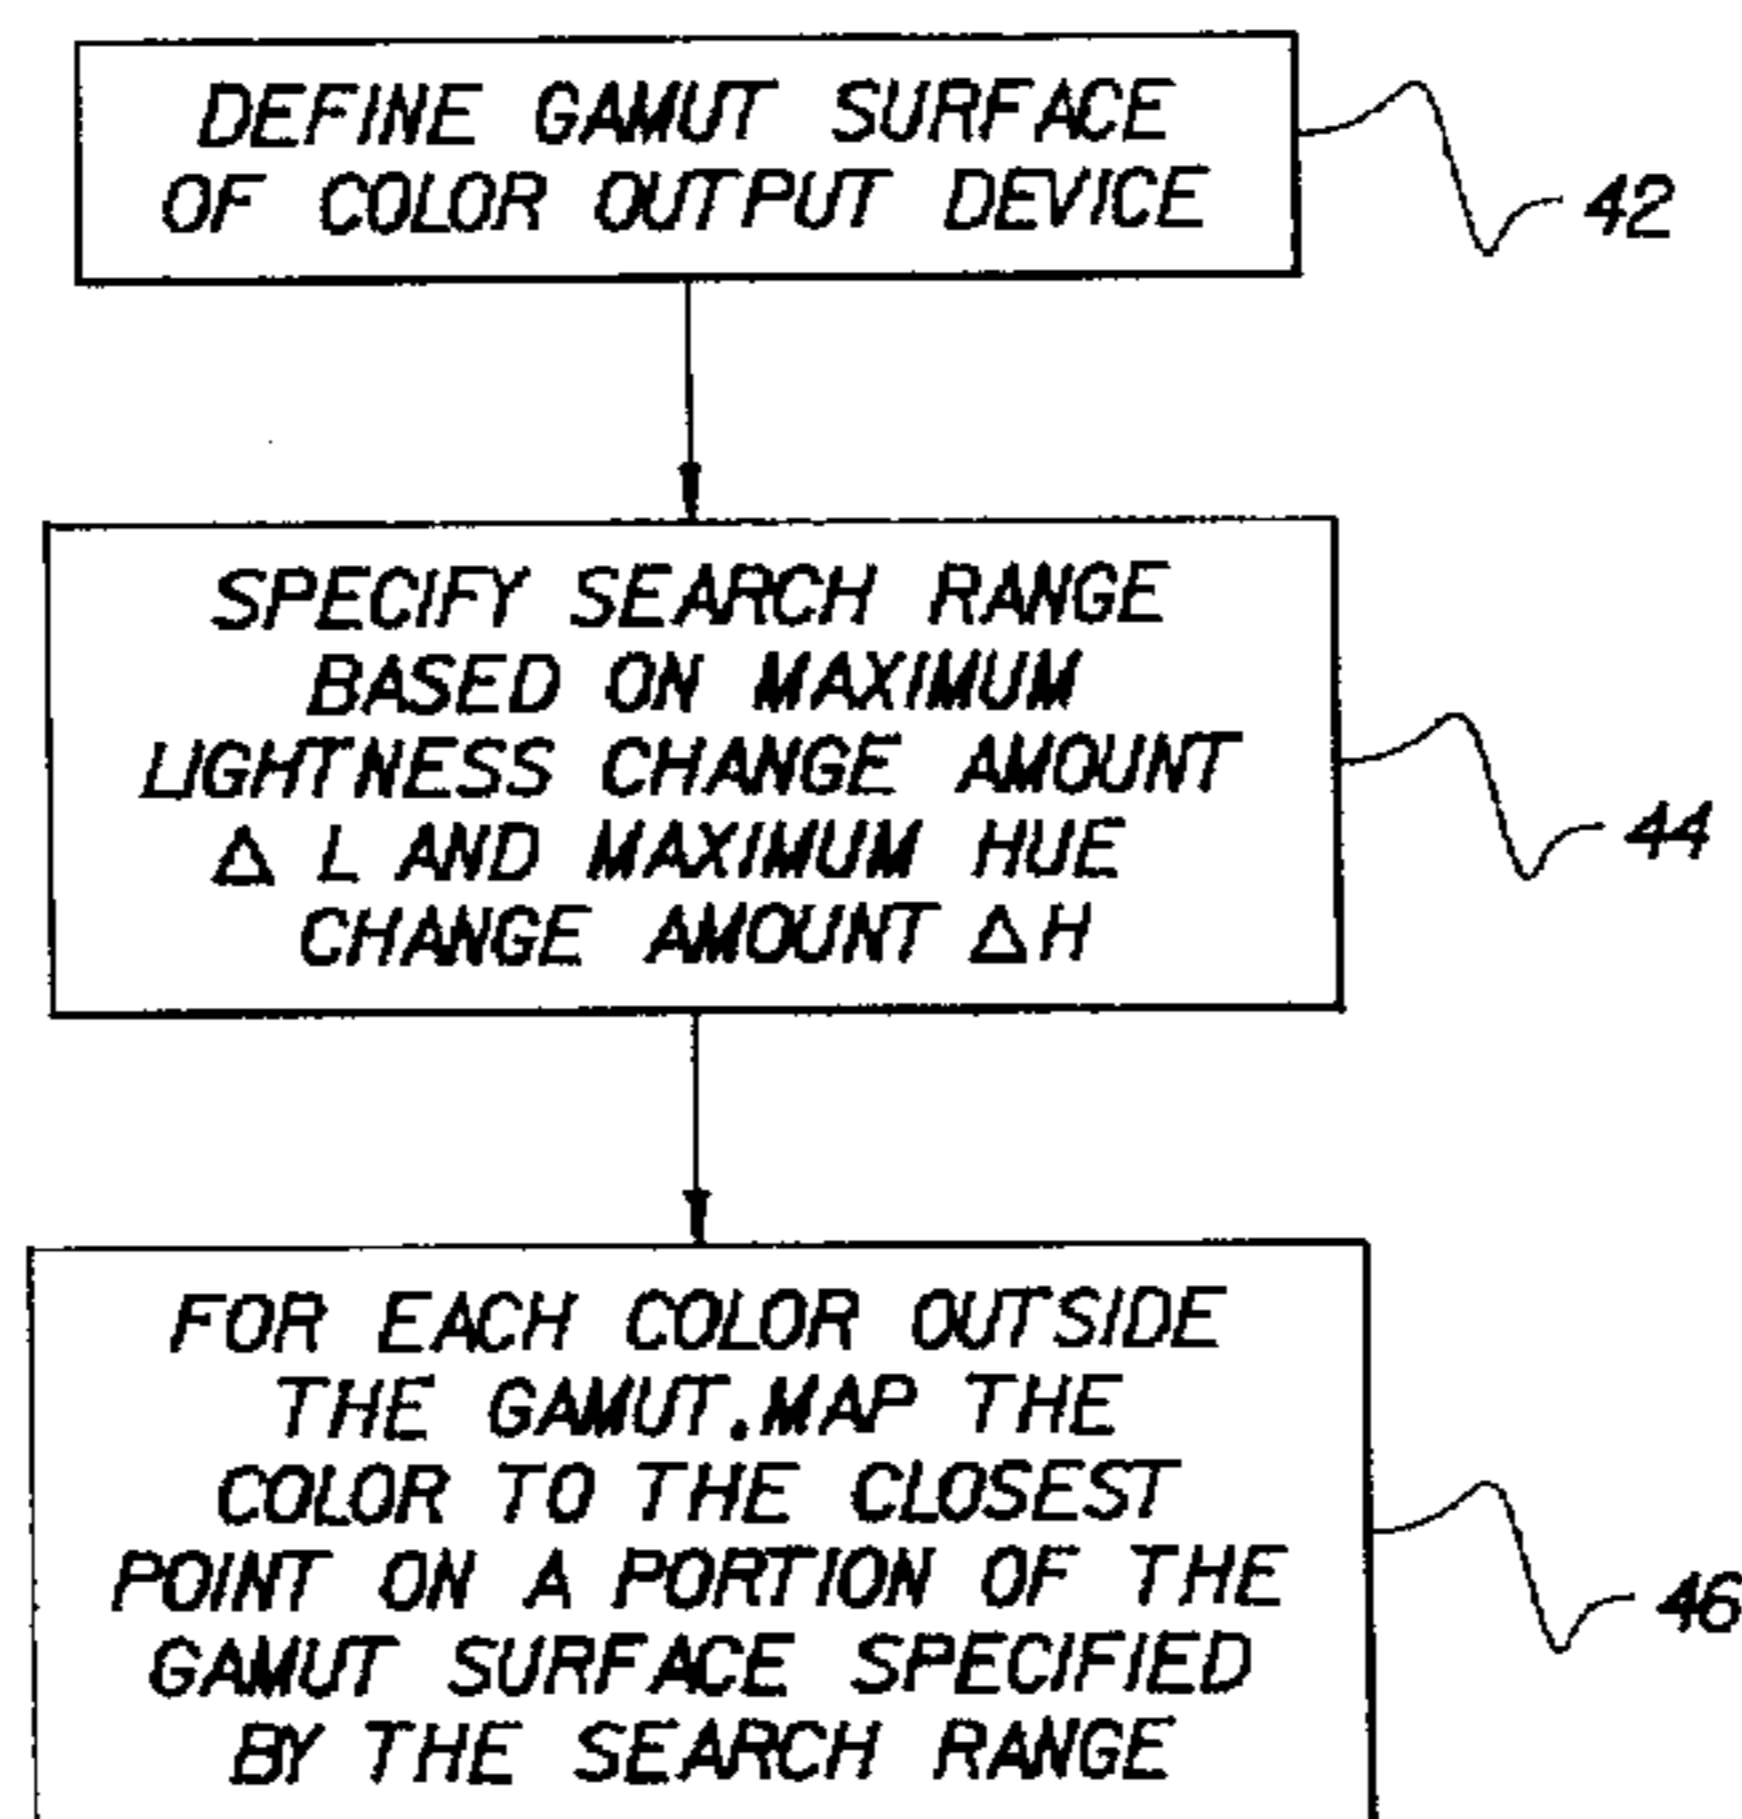 DEFINE GAMUT SURFACE
OF COLOR OUTPUT DEVICE
42
SPECIFY SEARCH RANGE
BASED ON MAXIMUM
LIGHTNESS CHANGE AMOUNT
Δ L AND MAXIMUM HUE
CHANGE AMOUNT ΔH
44
FOR EACH COLOR OUTSIDE
THE GAMUT.MAP THE
COLOR TO THE CLOSEST
POINT ON A PORTION OF THE
GAMUT SURFACE SPECIFIED
BY THE SEARCH RANGE
46